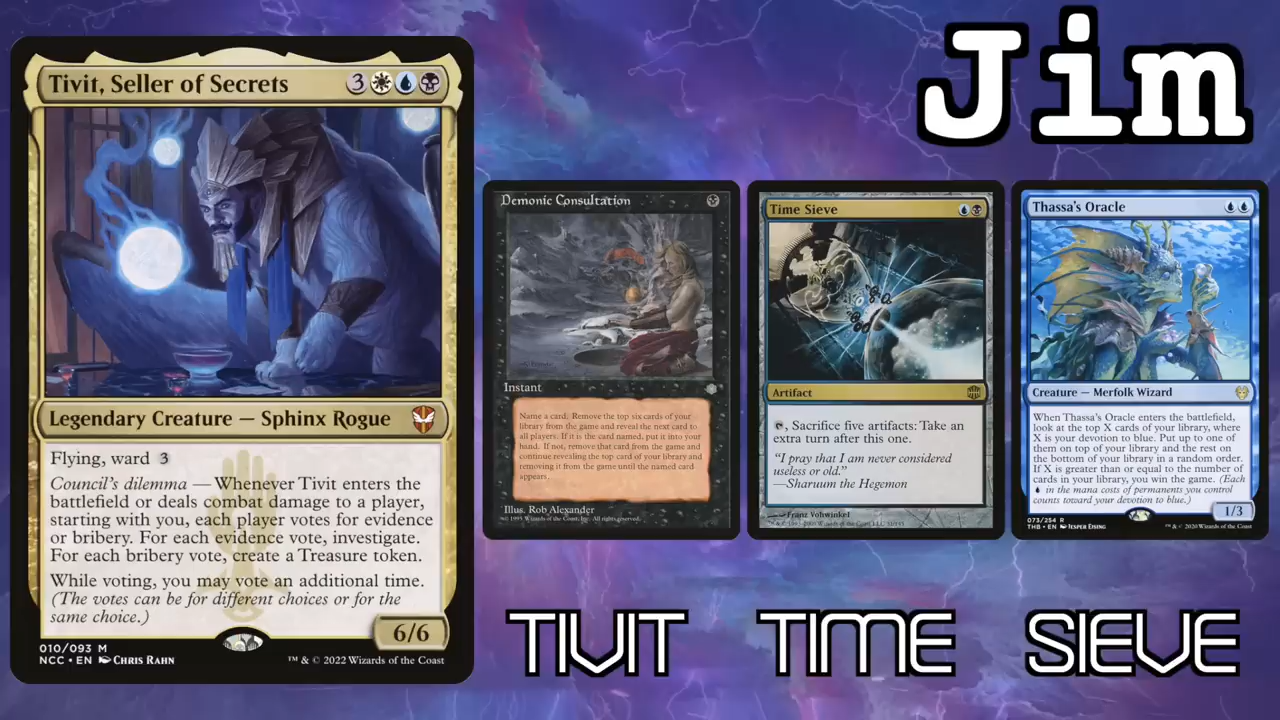 Jim
Tivit, Seller of Secrets 3
Legendary Creature — Sphinx Rogue
Flying, ward 3
Council's dilemma — Whenever Tivit enters the
battlefield or deals combat damage to a player,
starting with you, each player votes for evidence
or bribery. For each evidence vote, investigate.
For each bribery vote, create a Treasure token.
While voting, you may vote an additional time.
(The votes can be for different choices or for the
same choice.)
6/6
010/093 M
NCC • EN Chris Rahn
™ & © 2022 Wizards of the Coast
Demonic Consultation
Instant
Name a card. Remove the top six cards of your
library from the game and reveal the next card to
all players. If it is the card named, put it into your
hand. If not, remove that card from the game and
continue revealing the top card of your library and
removing it from the game until the named card
appears.
Illus. Rob Alexander
© 1995 Wizards of the Coast, Inc. All rights reserved.
Time Sieve
Artifact
, Sacrifice five artifacts: Take an
extra turn after this one.
"I pray that I am never considered
useless or old."
—Sharuum the Hegemon
Franz Vohwinkel
Thassa's Oracle
Creature — Merfolk Wizard
When Thassa's Oracle enters the battlefield,
look at the top X cards of your library, where
X is your devotion to blue. Put up to one of
them on top of your library and the rest on
the bottom of your library in a random order.
If X is greater than or equal to the number of
cards in your library, you win the game. (Each
in the mana costs of permanents you control
counts toward your devotion to blue.)
1/3
073/254 R
THB • EN Jesper Ejsing
™ & © 2020 Wizards of the Coast
TIVIT TIME SIEVE